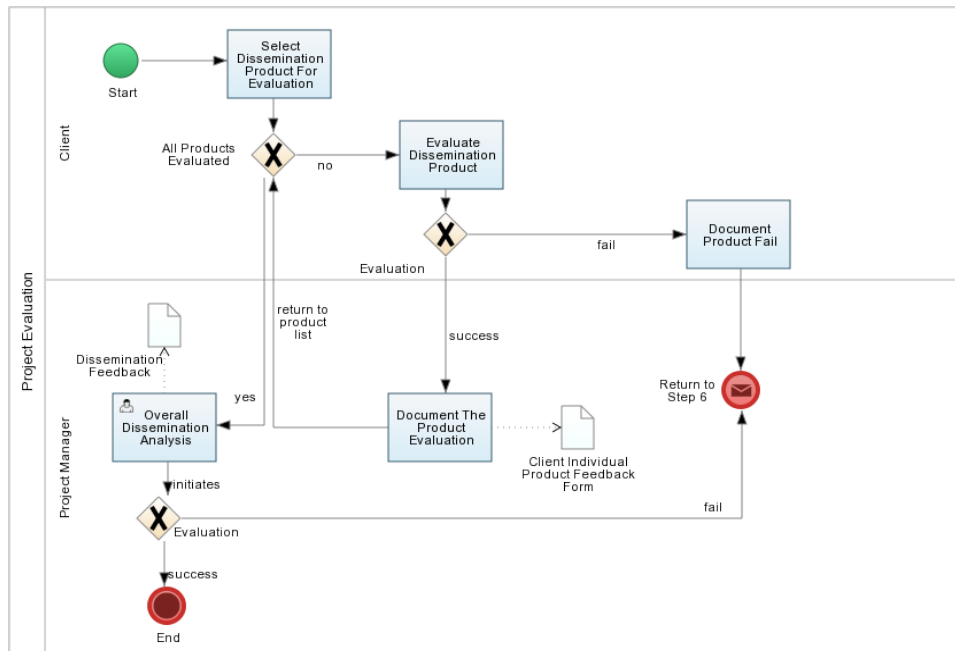 Project Evaluation
Client
Project Manager
Start
Select
Dissemination
Product For
Evaluation
All Products
Evaluated
no
Evaluate
Dissemination
Product
Evaluation
fail
Document
Product Fail
return to
product
list
success
Dissemination
Feedback
yes
Overall
Dissemination
Analysis
Document The
Product
Evaluation
Client Individual
Product Feedback
Form
Return to
Step 6
initiates
Evaluation
fail
success
End